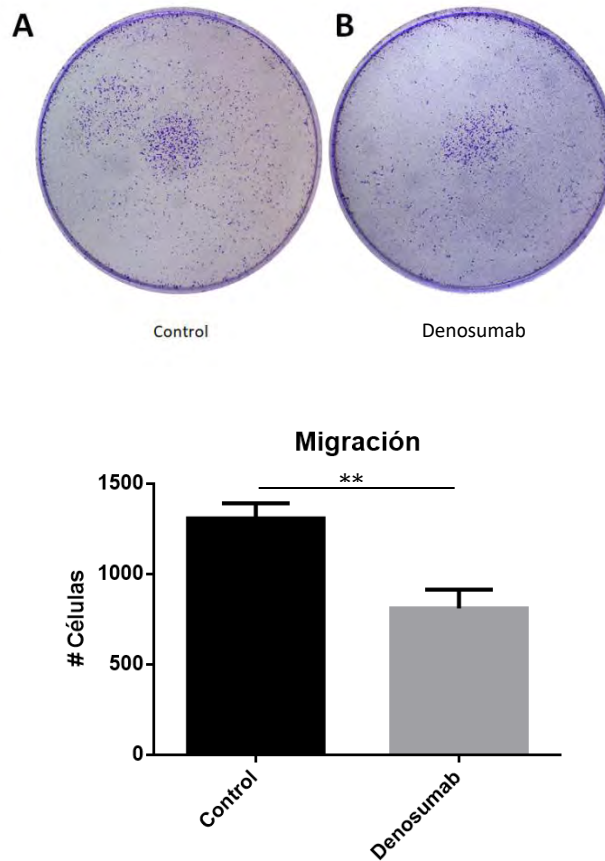 A
B
Control
Denosumab
Migración
**
1500
1000
500
0
# Células
Control
Denosumab